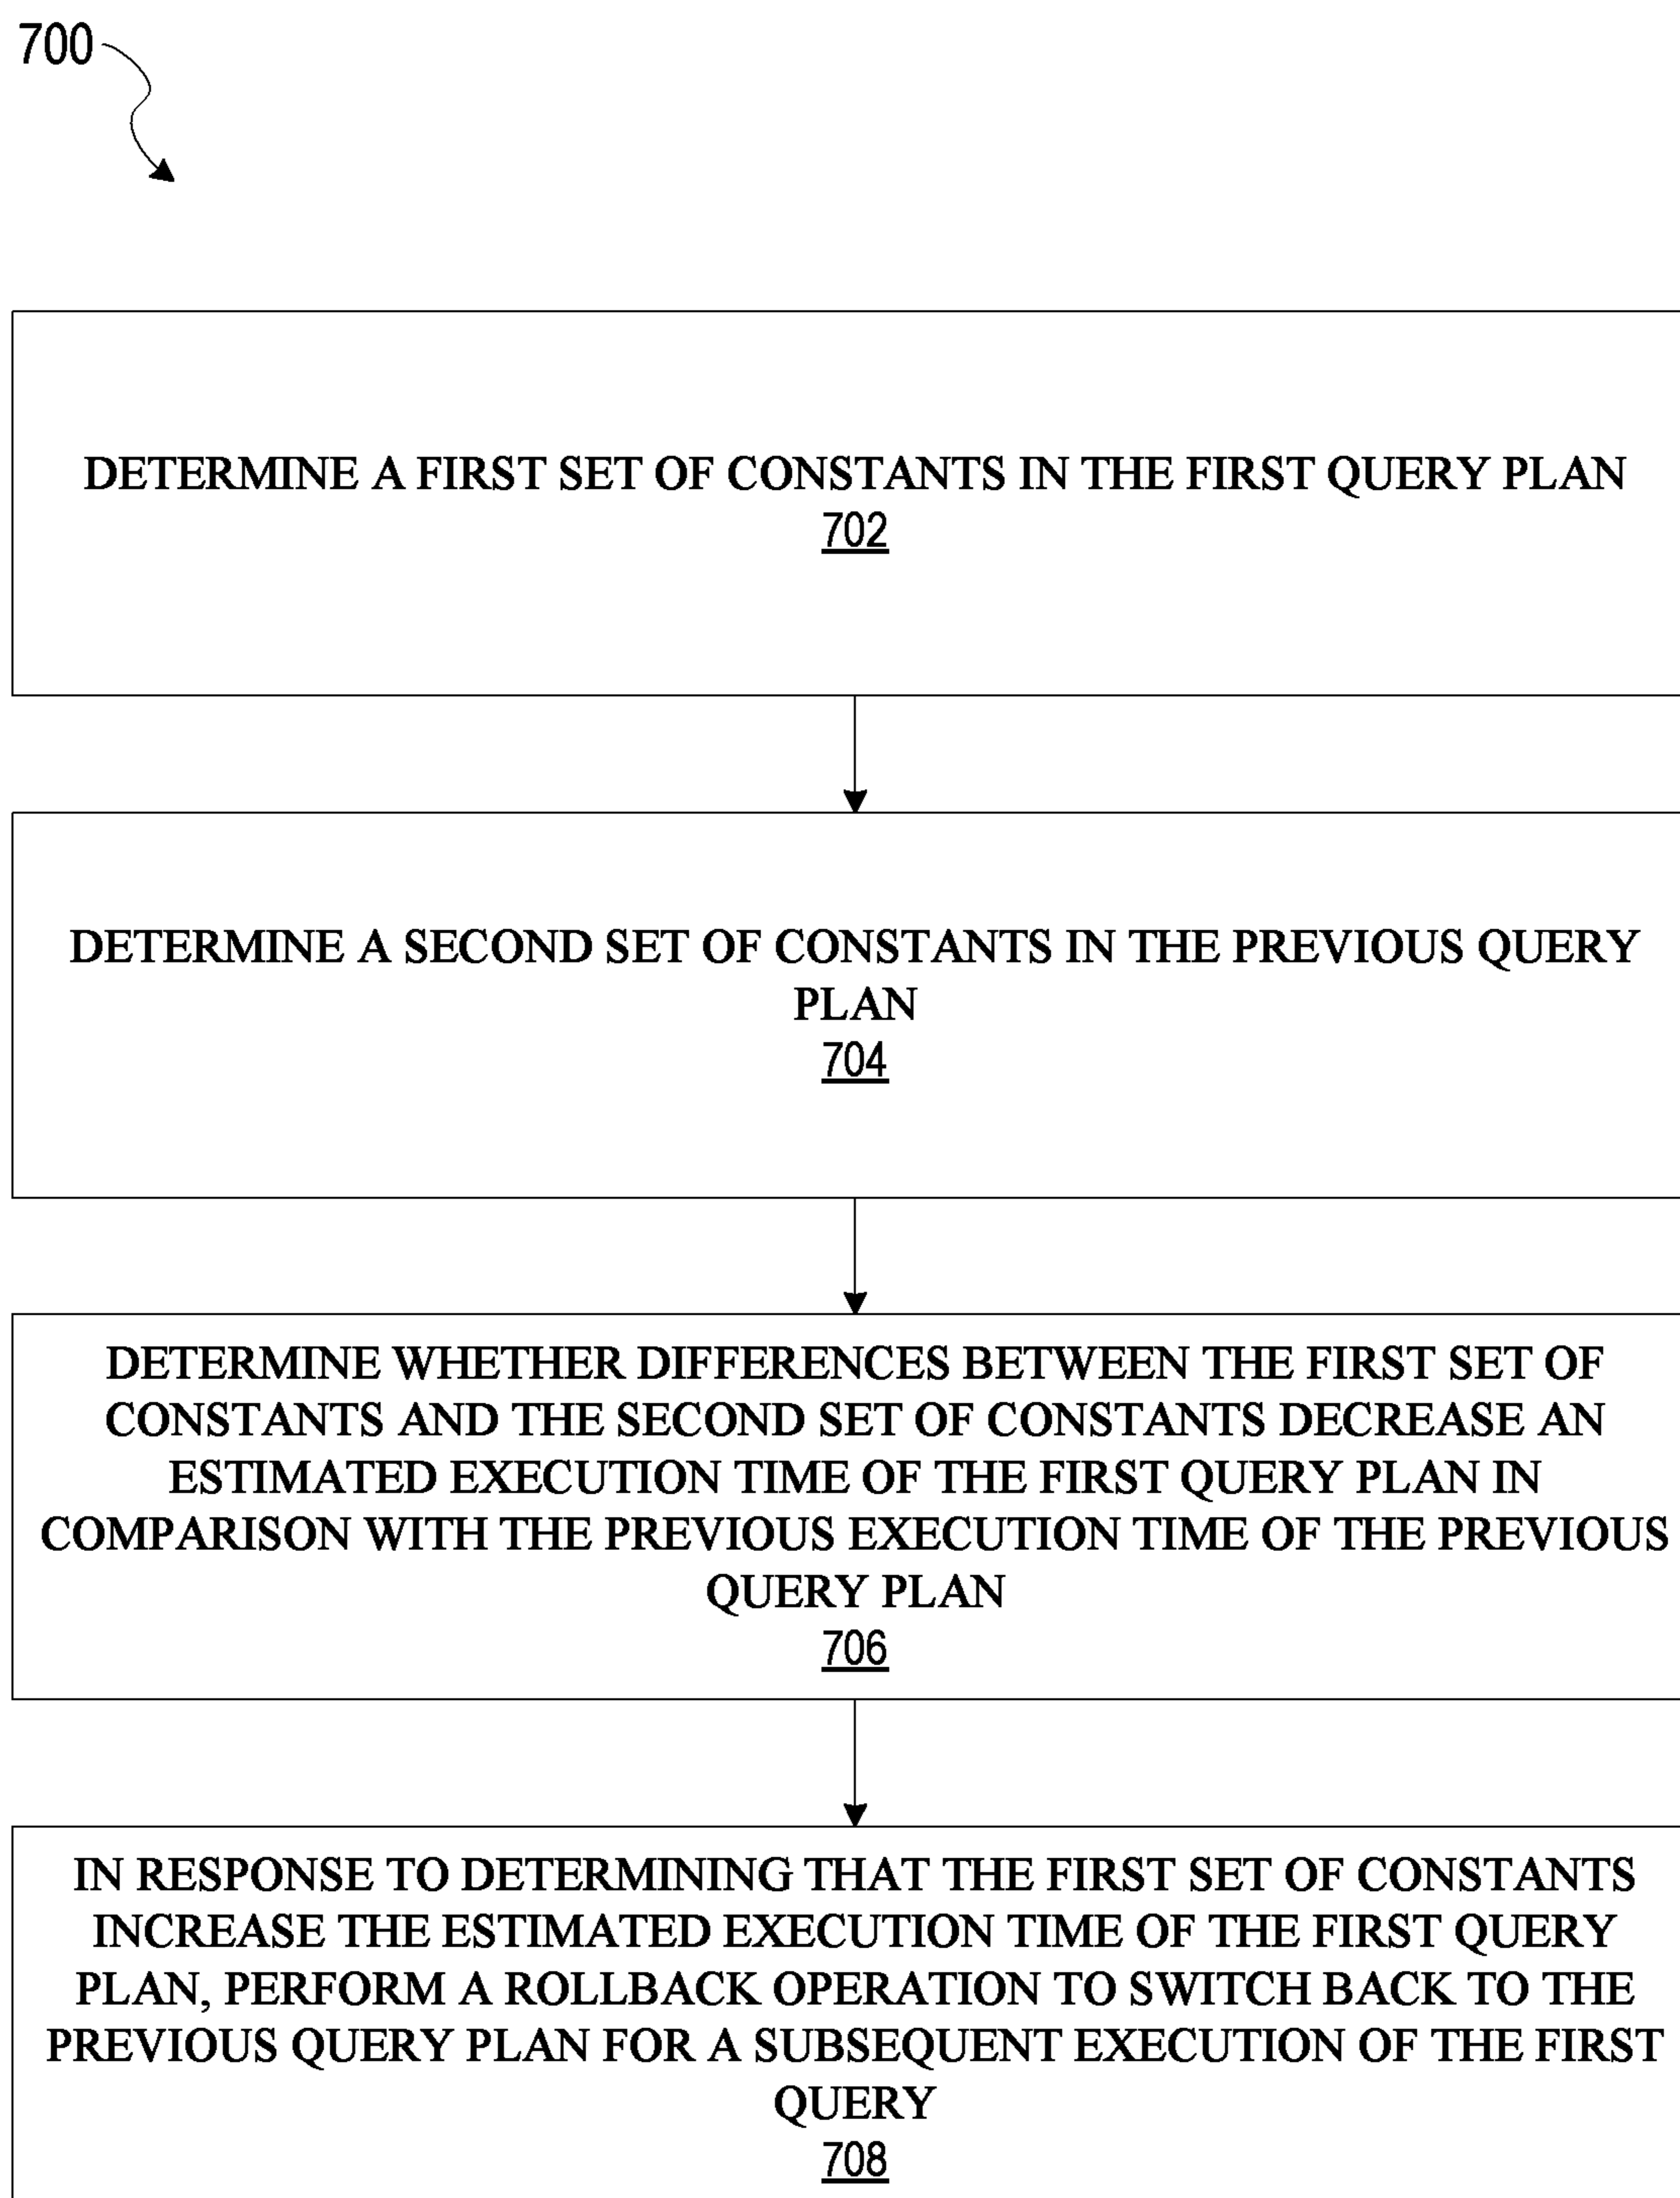 700
DETERMINE A FIRST SET OF CONSTANTS IN THE FIRST QUERY PLAN
702
DETERMINE A SECOND SET OF CONSTANTS IN THE PREVIOUS QUERY
PLAN
704
DETERMINE WHETHER DIFFERENCES BETWEEN THE FIRST SET OF
CONSTANTS AND THE SECOND SET OF CONSTANTS DECREASE AN
ESTIMATED EXECUTION TIME OF THE FIRST QUERY PLAN IN
COMPARISON WITH THE PREVIOUS EXECUTION TIME OF THE PREVIOUS
QUERY PLAN
706
IN RESPONSE TO DETERMINING THAT THE FIRST SET OF CONSTANTS
INCREASE THE ESTIMATED EXECUTION TIME OF THE FIRST QUERY
PLAN, PERFORM A ROLLBACK OPERATION TO SWITCH BACK TO THE
PREVIOUS QUERY PLAN FOR A SUBSEQUENT EXECUTION OF THE FIRST
QUERY
708